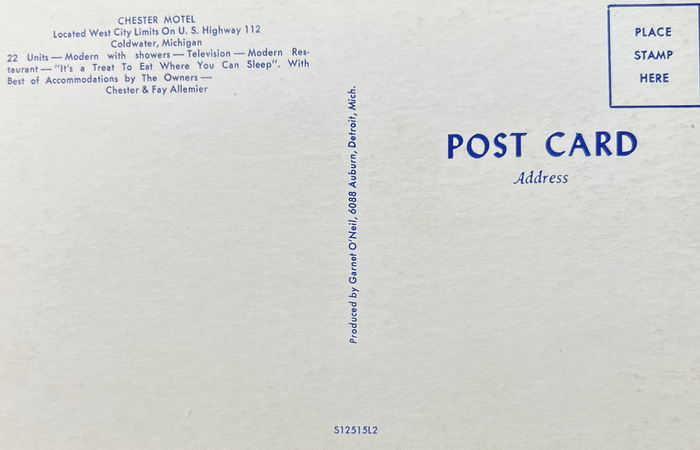 CHESTER MOTEL
Located West City Limits On U. S. Highway 112
Coldwater, Michigan
22 Units — Modern with showers — Television — Modern Res-
taurant — "It's a Treat To Eat Where You Can Sleep". With
Best of Accommodations by The Owners —
Chester & Fay Allemier
Produced by Garnet O'Neil, 6088 Auburn, Detroit, Mich.
PLACE
STAMP
HERE
POST CARD
Address
S12515L2